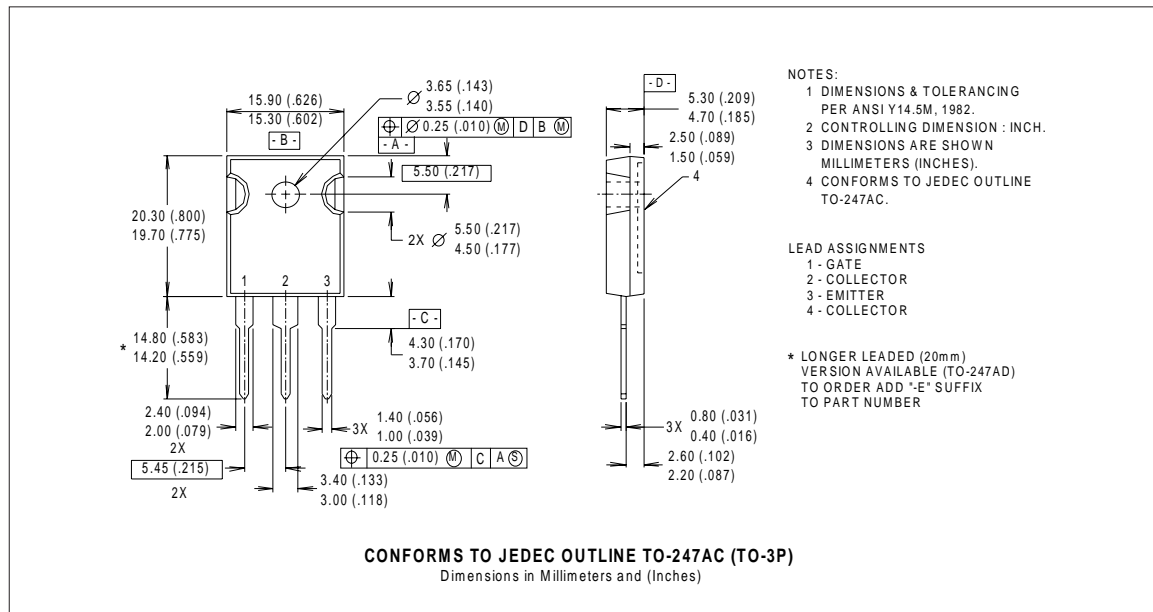 15.90 (.626)
15.30 (.602)
- B -
Ø 3.65 (.143)
3.55 (.140)
⌖ Ø 0.25 (.010) Ⓜ D B Ⓜ
- A -
5.50 (.217)
20.30 (.800)
19.70 (.775)
2X Ø 5.50 (.217)
4.50 (.177)
1 2 3
- C -
* 14.80 (.583)
14.20 (.559)
4.30 (.170)
3.70 (.145)
2.40 (.094)
2.00 (.079)
2X
5.45 (.215)
2X
3X 1.40 (.056)
1.00 (.039)
⌖ 0.25 (.010) Ⓜ C A Ⓢ
3.40 (.133)
3.00 (.118)
- D -
5.30 (.209)
4.70 (.185)
2.50 (.089)
1.50 (.059)
4
3X 0.80 (.031)
0.40 (.016)
2.60 (.102)
2.20 (.087)
NOTES:
1 DIMENSIONS & TOLERANCING
PER ANSI Y14.5M, 1982.
2 CONTROLLING DIMENSION : INCH.
3 DIMENSIONS ARE SHOWN
MILLIMETERS (INCHES).
4 CONFORMS TO JEDEC OUTLINE
TO-247AC.
LEAD ASSIGNMENTS
1 - GATE
2 - COLLECTOR
3 - EMITTER
4 - COLLECTOR
* LONGER LEADED (20mm)
VERSION AVAILABLE (TO-247AD)
TO ORDER ADD "-E" SUFFIX
TO PART NUMBER
CONFORMS TO JEDEC OUTLINE TO-247AC (TO-3P)
Dimensions in Millimeters and (Inches)